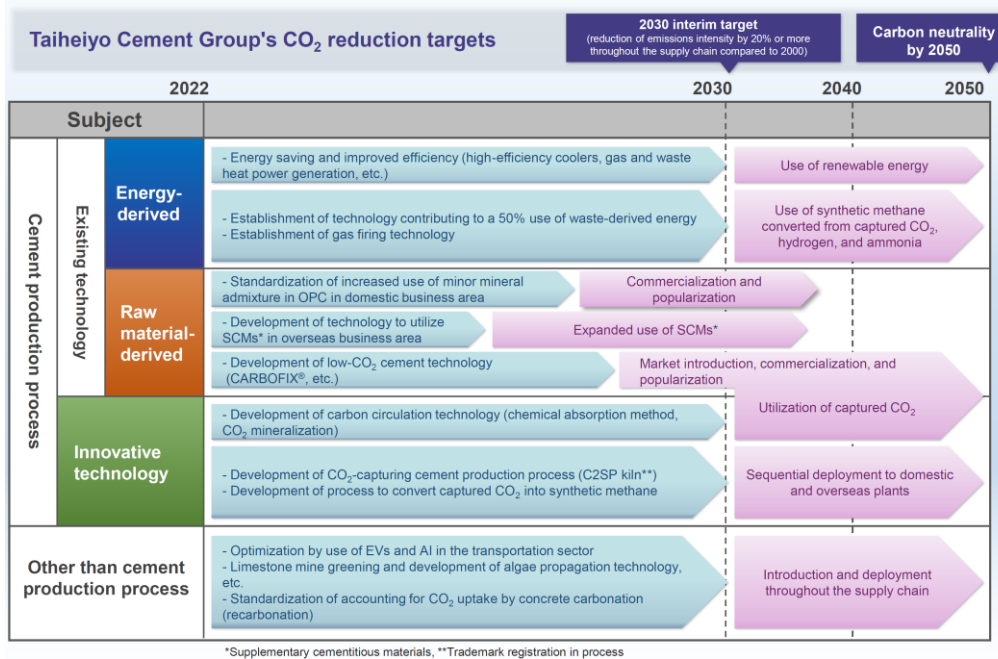 Taiheiyo Cement Group's CO₂ reduction targets
2030 interim target
(reduction of emissions intensity by 20% or more
throughout the supply chain compared to 2000)
Carbon neutrality
by 2050
2022
2030
2040
2050
Subject
Cement production process
Existing technology
Energy-
derived
- Energy saving and improved efficiency (high-efficiency coolers, gas and waste
heat power generation, etc.)
Use of renewable energy
- Establishment of technology contributing to a 50% use of waste-derived energy
- Establishment of gas firing technology
Use of synthetic methane
converted from captured CO₂,
hydrogen, and ammonia
Raw
material-
derived
- Standardization of increased use of minor mineral
admixture in OPC in domestic business area
Commercialization and
popularization
- Development of technology to utilize
SCMs* in overseas business area
Expanded use of SCMs*
- Development of low-CO₂ cement technology
(CARBOFIX®, etc.)
Market introduction, commercialization, and
popularization
Utilization of captured CO₂
Innovative
technology
- Development of carbon circulation technology (chemical absorption method,
CO₂ mineralization)
- Development of CO₂-capturing cement production process (C2SP kiln**)
- Development of process to convert captured CO₂ into synthetic methane
Sequential deployment to domestic
and overseas plants
Other than cement
production process
- Optimization by use of EVs and AI in the transportation sector
- Limestone mine greening and development of algae propagation technology,
etc.
- Standardization of accounting for CO₂ uptake by concrete carbonation
(recarbonation)
Introduction and deployment
throughout the supply chain
*Supplementary cementitious materials, **Trademark registration in process